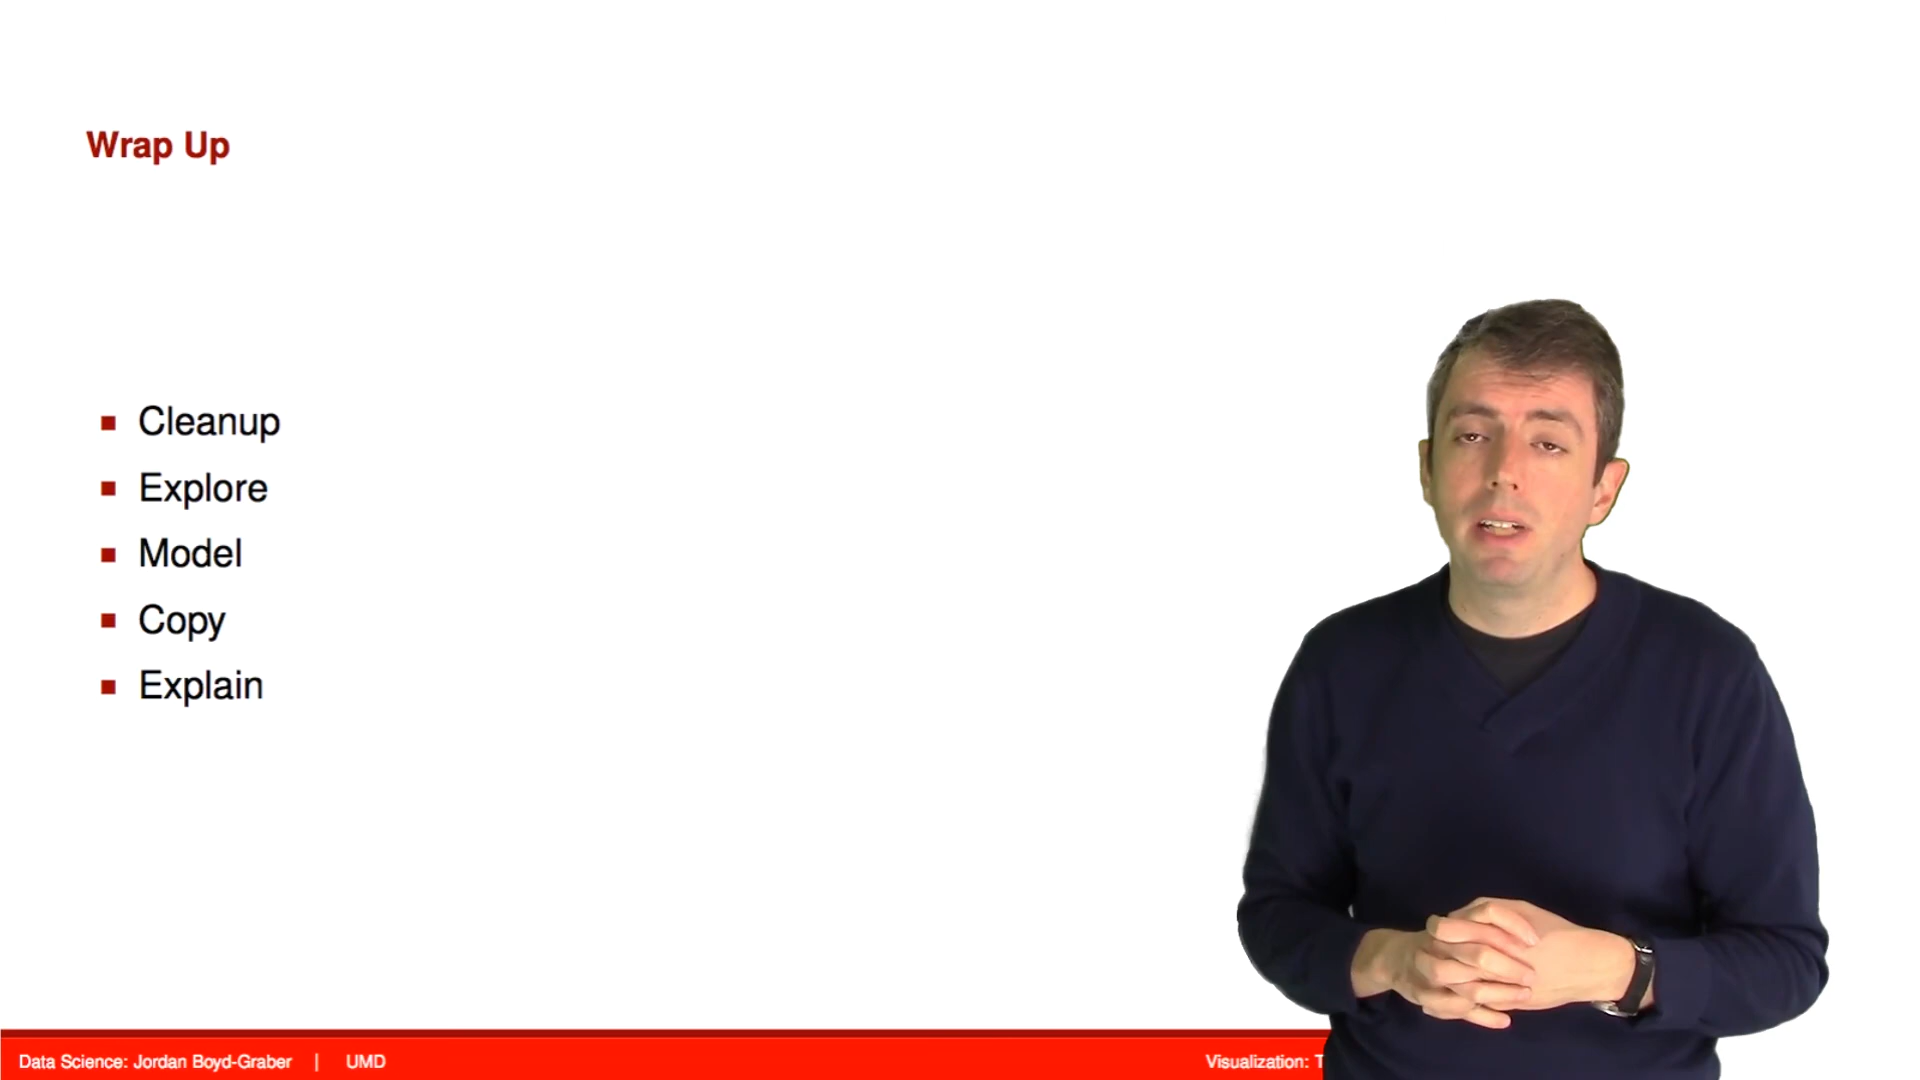 Wrap Up
Cleanup
Explore
Model
Copy
Explain
Data Science: Jordan Boyd-Graber | UMD
Visualization: